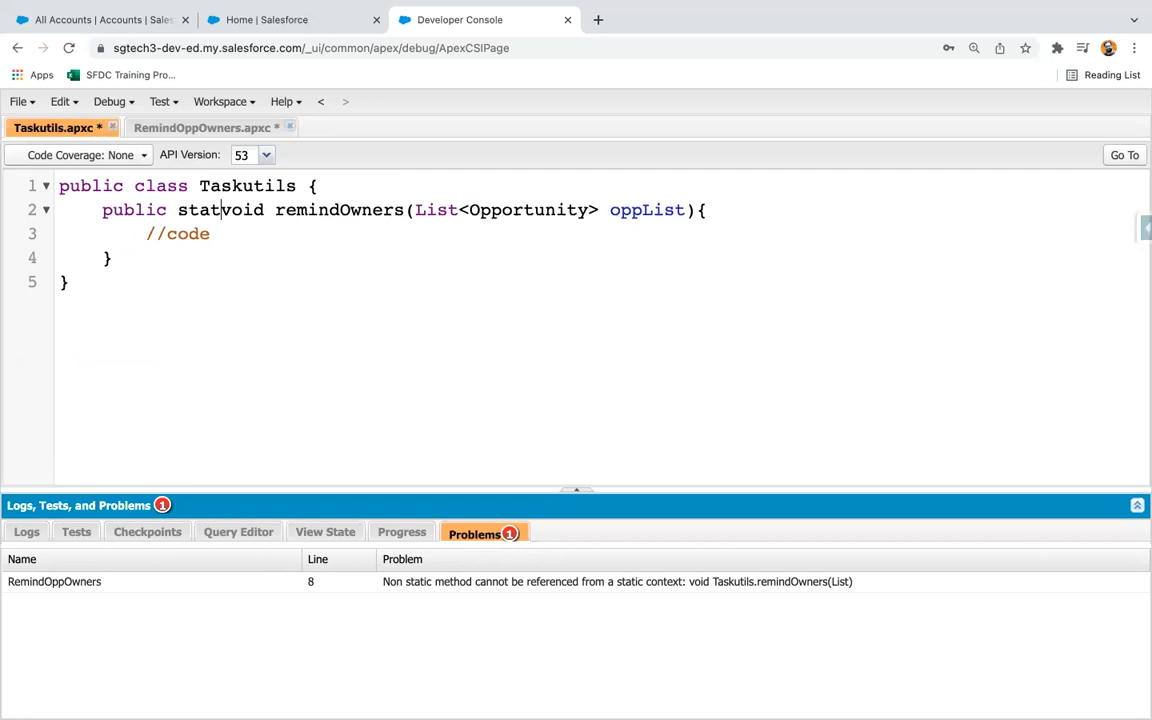 All Accounts | Accounts | Sales
Home | Salesforce
Developer Console
sgtech3-dev-ed.my.salesforce.com/_ui/common/apex/debug/ApexCSIPage
Apps
SFDC Training Pro...
Reading List
File
Edit
Debug
Test
Workspace
Help
<
>
Taskutils.apxc *
RemindOppOwners.apxc *
Code Coverage: None
API Version:
53
Go To
1 public class Taskutils {
2 public statvoid remindOwners(List<Opportunity> oppList){
3 //code
4 }
5 }
Logs, Tests, and Problems 1
Logs
Tests
Checkpoints
Query Editor
View State
Progress
Problems 1
Name
Line
Problem
RemindOppOwners
8
Non static method cannot be referenced from a static context: void Taskutils.remindOwners(List)